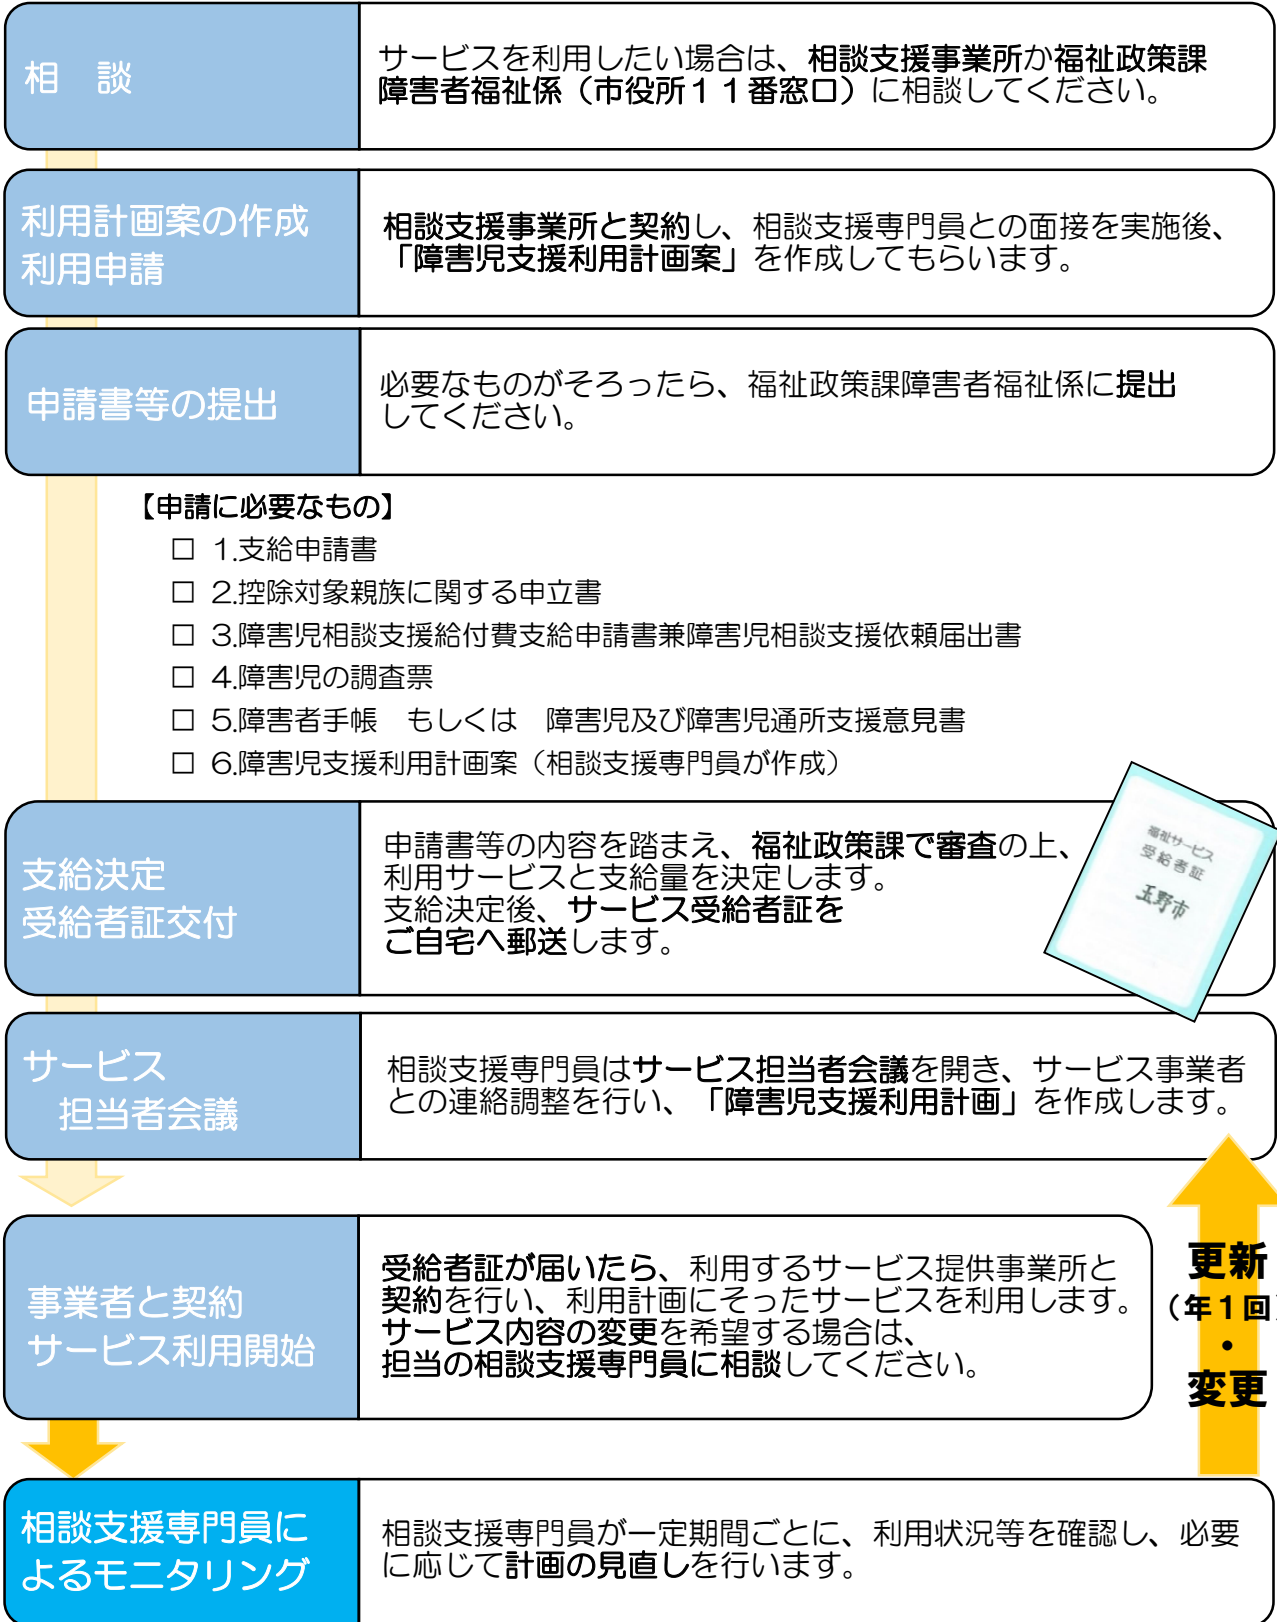 相　談
サービスを利用したい場合は、相談支援事業所か福祉政策課
障害者福祉係（市役所１１番窓口）に相談してください。
利用計画案の作成
利用申請
相談支援事業所と契約し、相談支援専門員との面接を実施後、
「障害児支援利用計画案」を作成してもらいます。
申請書等の提出
必要なものがそろったら、福祉政策課障害者福祉係に提出
してください。
【申請に必要なもの】
□ 1.支給申請書
□ 2.控除対象親族に関する申立書
□ 3.障害児相談支援給付費支給申請書兼障害児相談支援依頼届出書
□ 4.障害児の調査票
□ 5.障害者手帳　もしくは　障害児及び障害児通所支援意見書
□ 6.障害児支援利用計画案（相談支援専門員が作成）
支給決定
受給者証交付
申請書等の内容を踏まえ、福祉政策課で審査の上、
利用サービスと支給量を決定します。
支給決定後、サービス受給者証を
ご自宅へ郵送します。
福祉サービス
受給者証
玉野市
サービス
担当者会議
相談支援専門員はサービス担当者会議を開き、サービス事業者
との連絡調整を行い、「障害児支援利用計画」を作成します。
事業者と契約
サービス利用開始
受給者証が届いたら、利用するサービス提供事業所と
契約を行い、利用計画にそったサービスを利用します。
サービス内容の変更を希望する場合は、
担当の相談支援専門員に相談してください。
更新
（年１回）
・
変更
相談支援専門員に
よるモニタリング
相談支援専門員が一定期間ごとに、利用状況等を確認し、必要
に応じて計画の見直しを行います。